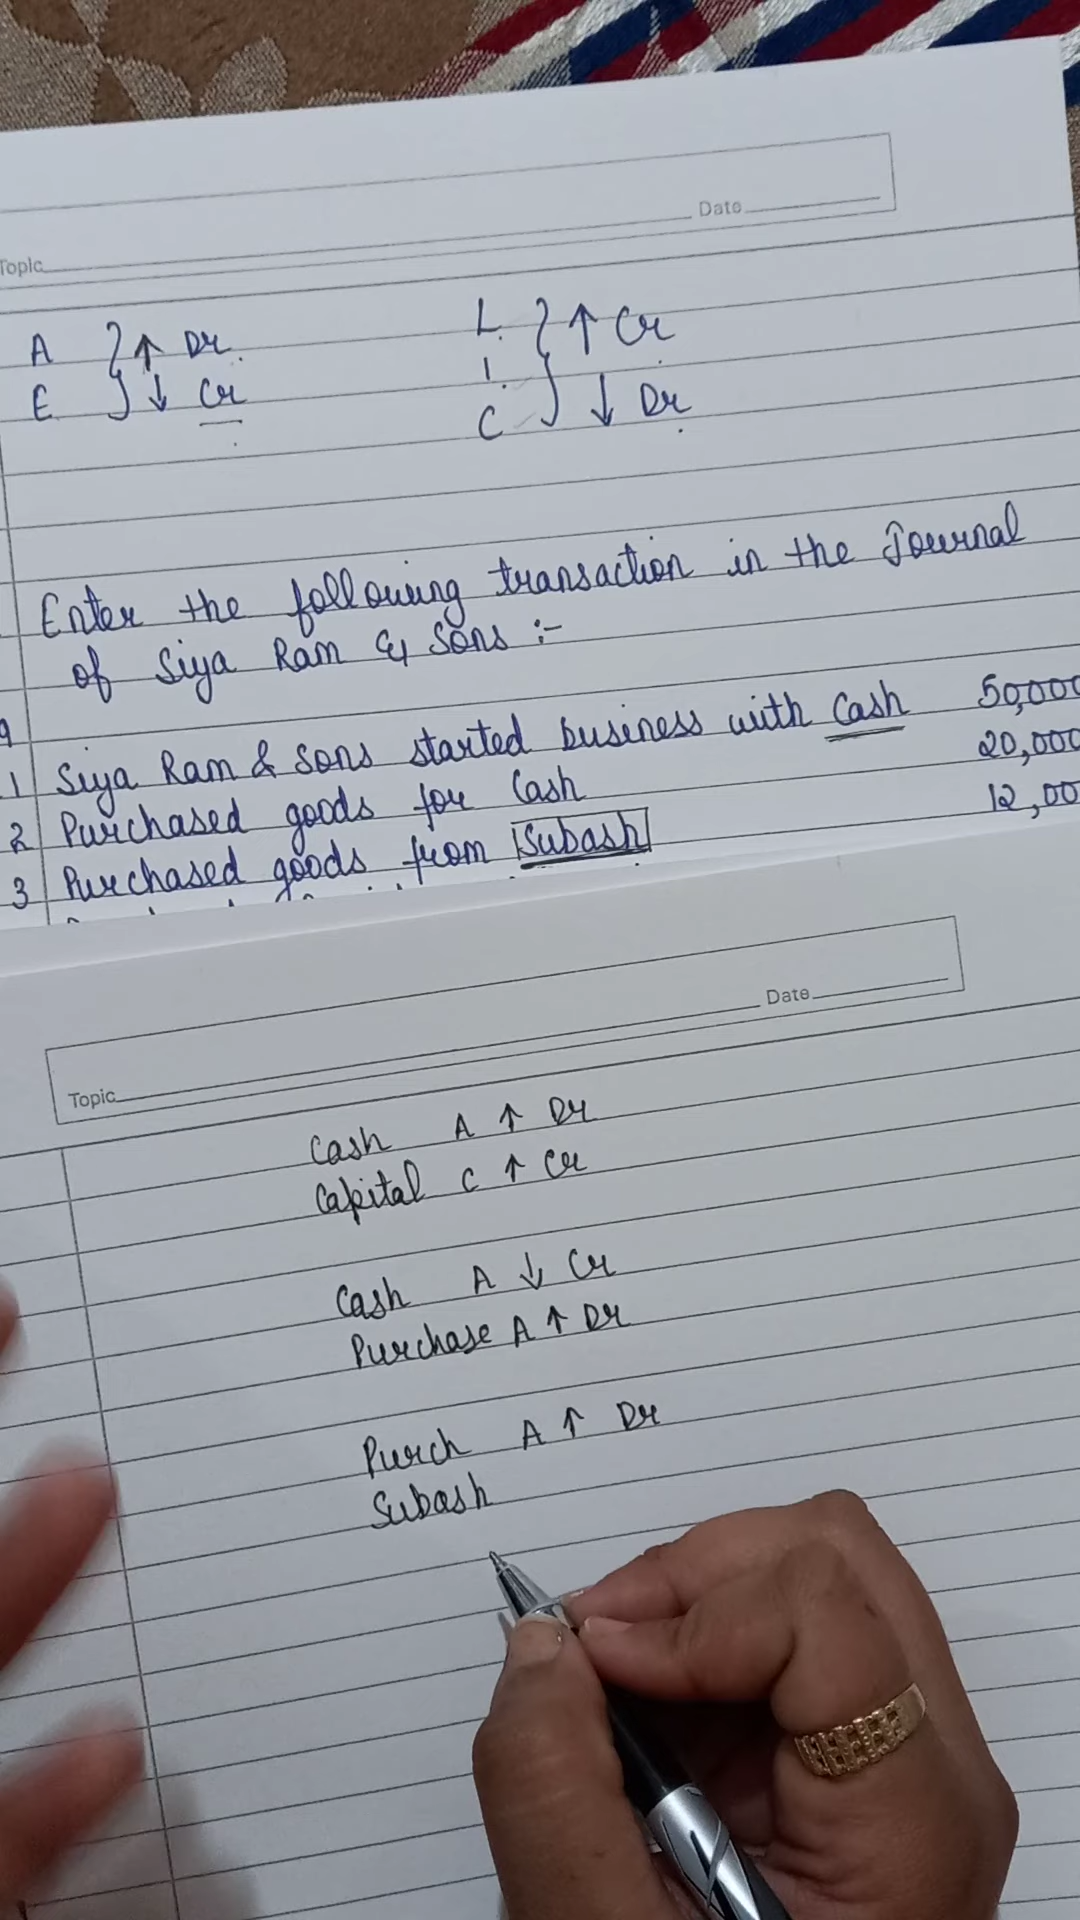 Date
Topic
A } ↑ Dr.
E } ↓ Cr
L. } ↑ Cr
I.
C } ↓ Dr
Enter the following transaction in the Journal
of Siya Ram & Sons :-
1 Siya Ram & Sons started business with Cash 50,000
2 Purchased goods for Cash 20,000
3 Purchased goods from Subash 12,00
Date
Topic
Cash A ↑ Dr
Capital C ↑ Cr
Cash A ↓ Cr
Purchase A ↑ Dr
Purch A ↑ Dr
Subash